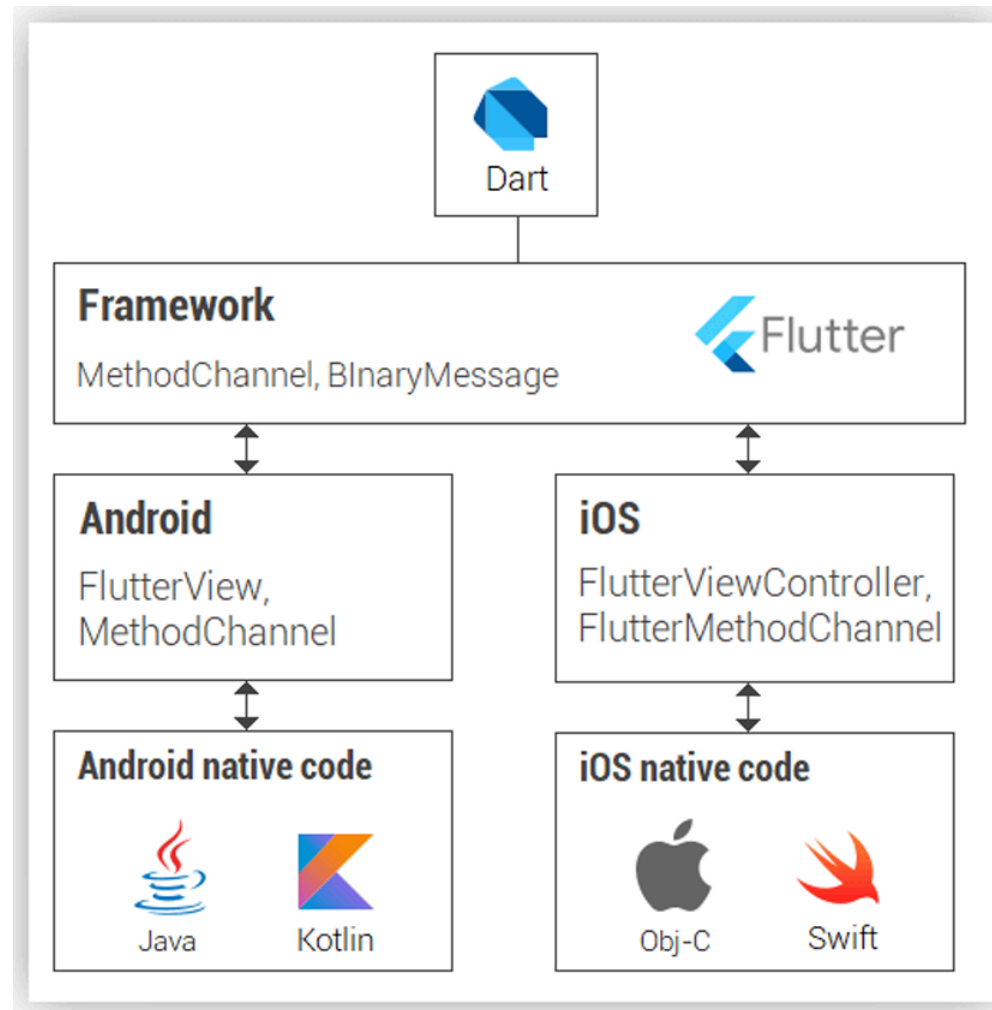 Dart
Framework
Flutter
MethodChannel, BInaryMessage
Android
FlutterView,
MethodChannel
iOS
FlutterViewController,
FlutterMethodChannel
Android native code
Java
Kotlin
iOS native code
Obj-C
Swift